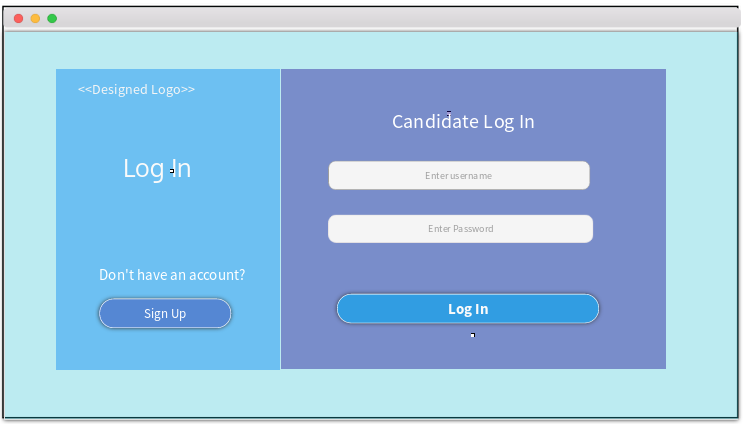 <<Designed Logo>>
Log In
Don't have an account?
Sign Up
Candidate Log In
Enter username
Enter Password
Log In